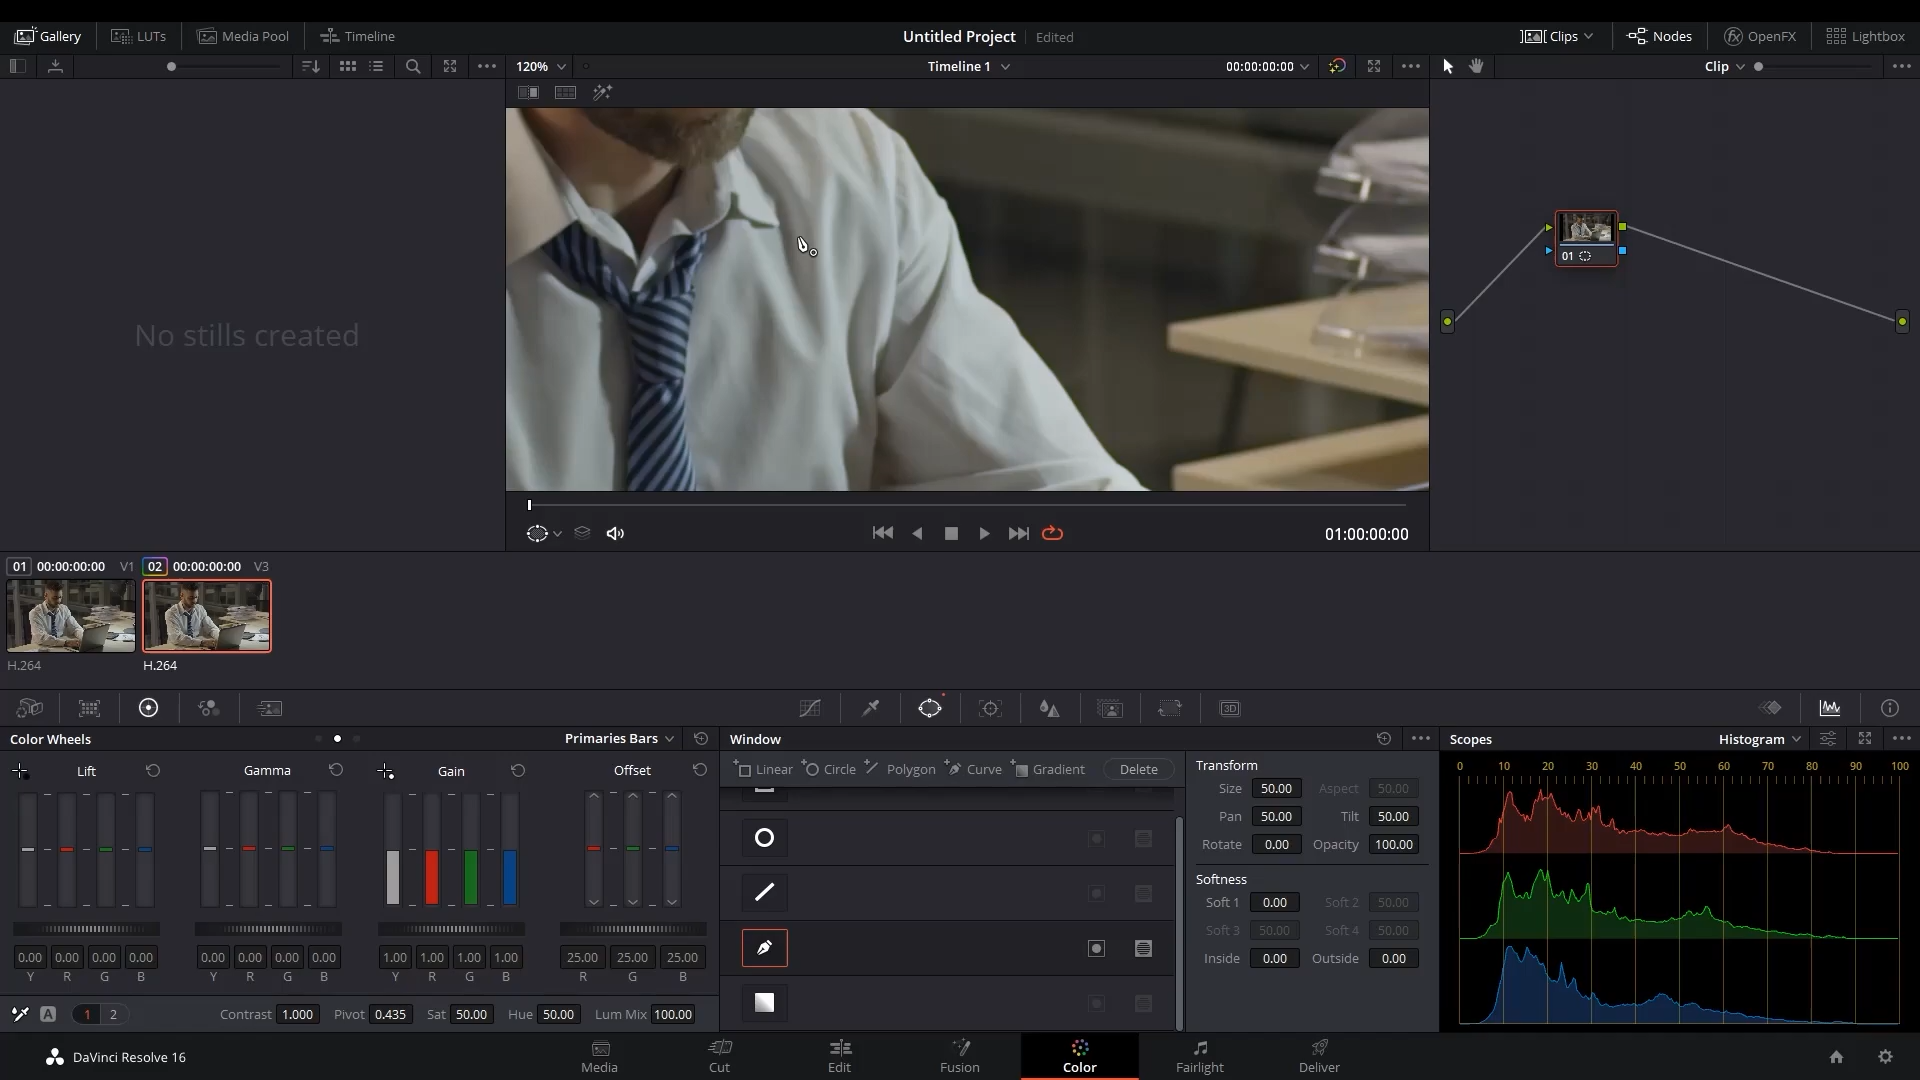 Gallery LUTs Media Pool Timeline Untitled Project Edited Clips Nodes fx OpenFX Lightbox
120% Timeline 1 00:00:00:00 Clip
No stills created
01
01:00:00:00
01 00:00:00:00 V1 02 00:00:00:00 V3
H.264 H.264
3D
Color Wheels Primaries Bars Window Scopes Histogram
Lift Gamma Gain Offset
Linear Circle Polygon Curve Gradient Delete
Transform
Size 50.00 Aspect 50.00
Pan 50.00 Tilt 50.00
Rotate 0.00 Opacity 100.00
Softness
Soft 1 0.00 Soft 2 50.00
Soft 3 50.00 Soft 4 50.00
Inside 0.00 Outside 0.00
0 10 20 30 40 50 60 70 80 90 100
0.00 0.00 0.00 0.00 0.00 0.00 0.00 0.00 1.00 1.00 1.00 1.00 25.00 25.00 25.00
Y R G B Y R G B Y R G B R G B
A 1 2 Contrast 1.000 Pivot 0.435 Sat 50.00 Hue 50.00 Lum Mix 100.00
DaVinci Resolve 16 Media Cut Edit Fusion Color Fairlight Deliver